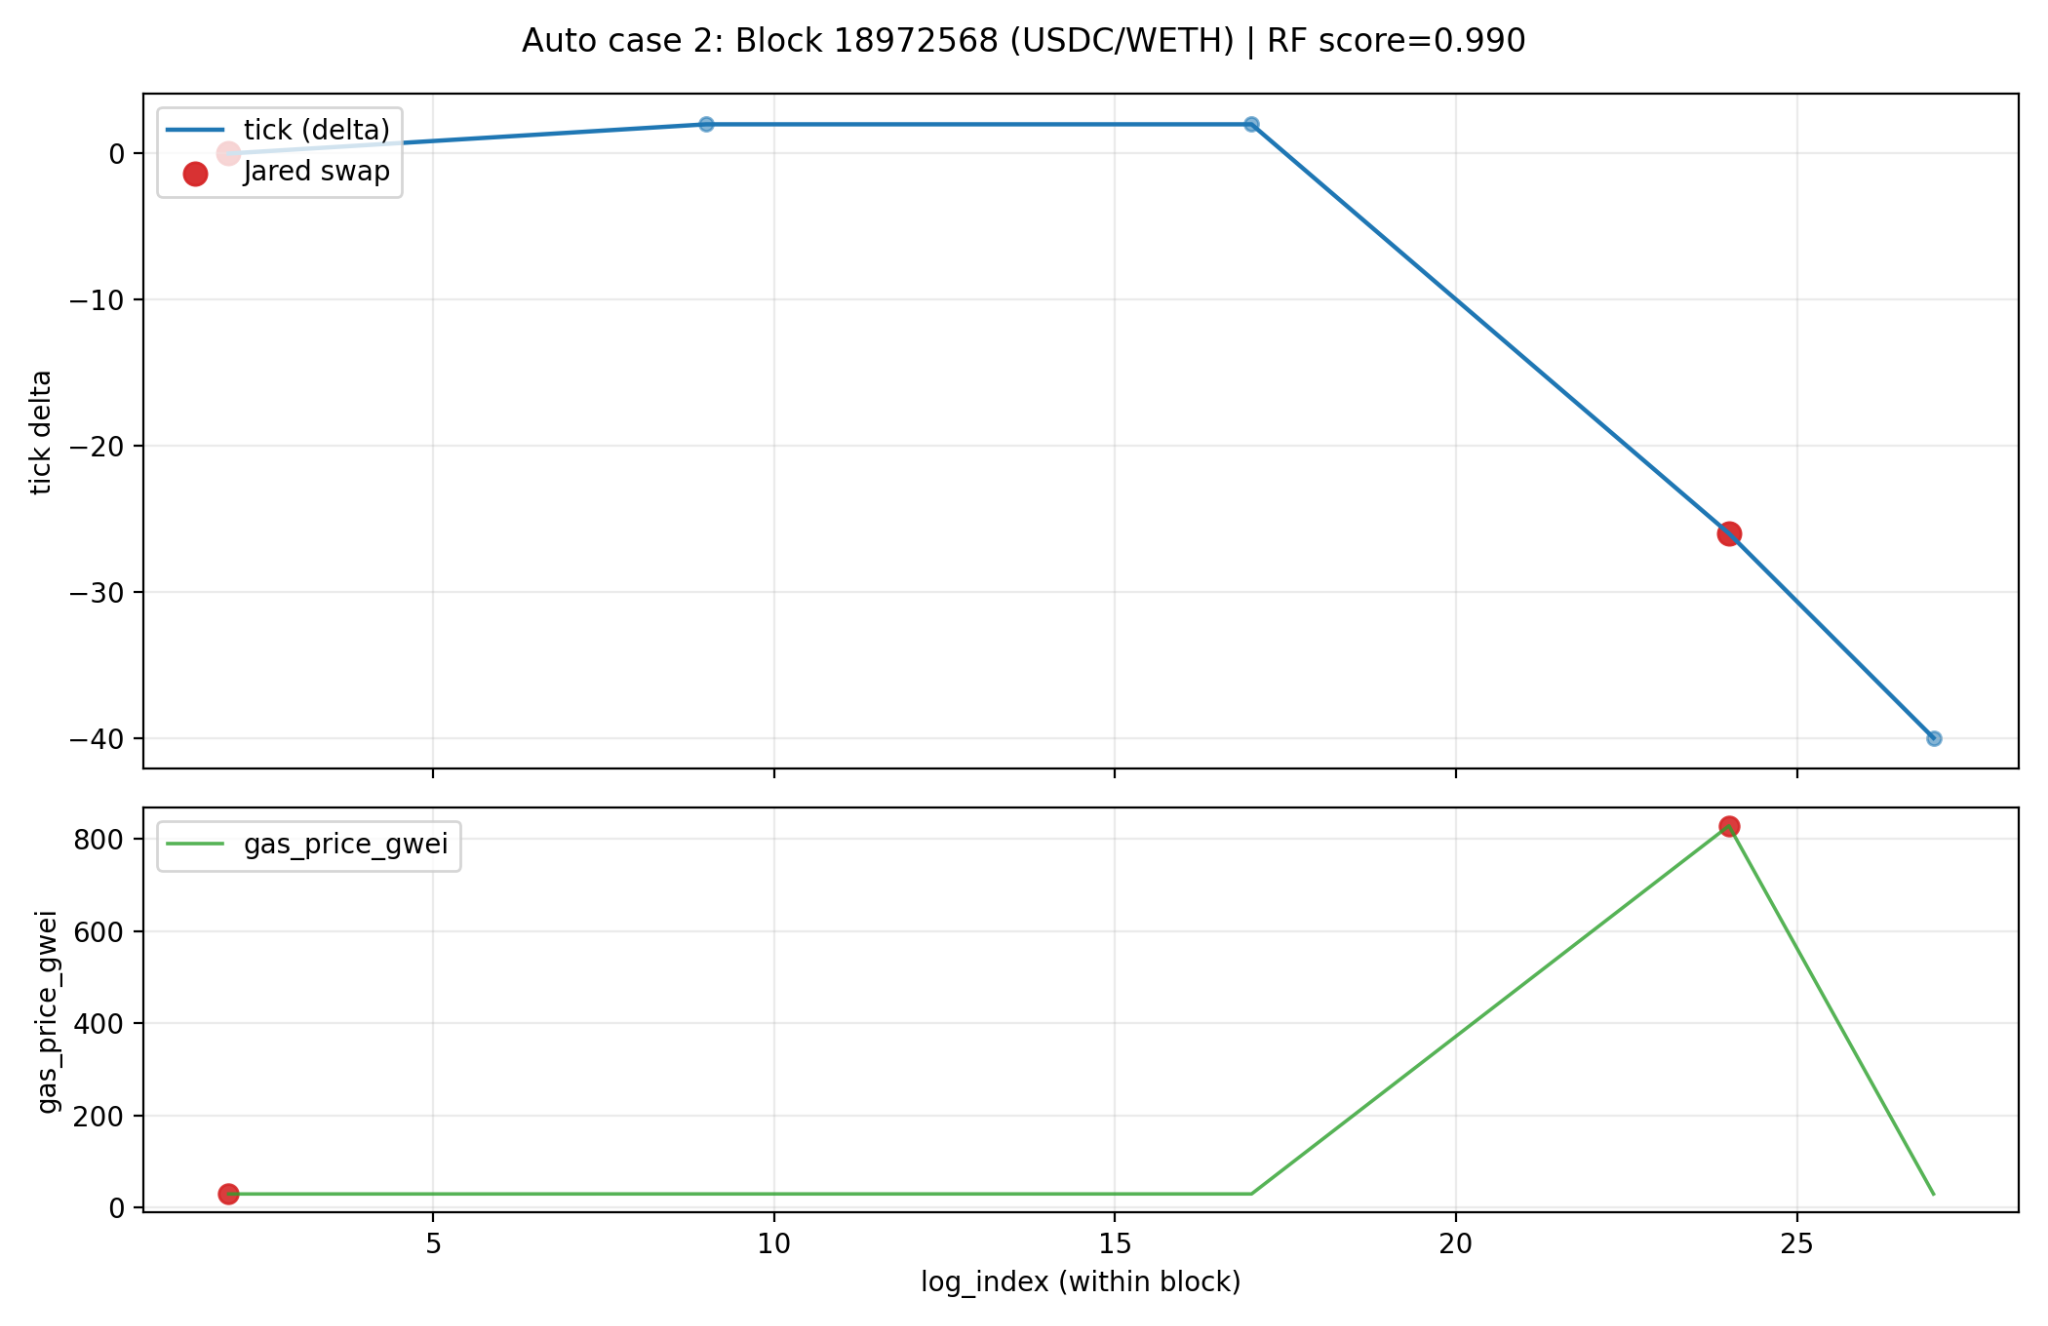 Auto case 2: Block 18972568 (USDC/WETH) | RF score=0.990
tick (delta)
Jared swap
tick delta
0
−10
−20
−30
−40
gas_price_gwei
gas_price_gwei
800
600
400
200
0
5 10 15 20 25
log_index (within block)